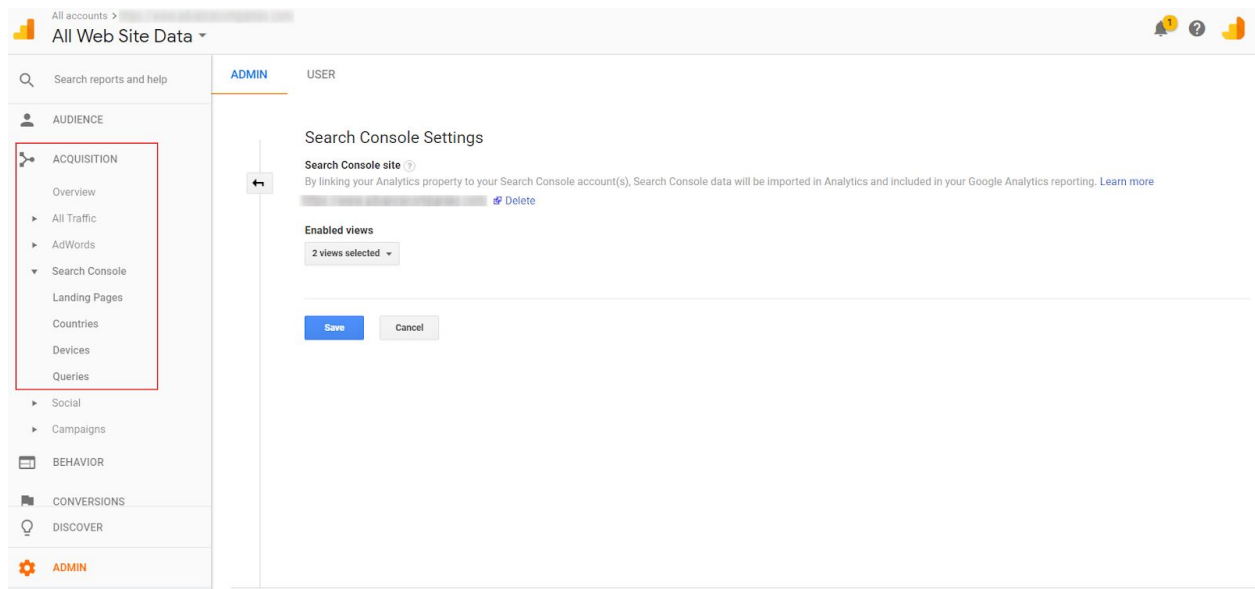 All accounts >
All Web Site Data
1
Search reports and help
ADMIN
USER
AUDIENCE
ACQUISITION
Overview
All Traffic
AdWords
Search Console
Landing Pages
Countries
Devices
Queries
Social
Campaigns
BEHAVIOR
CONVERSIONS
DISCOVER
ADMIN
Search Console Settings
Search Console site ?
By linking your Analytics property to your Search Console account(s), Search Console data will be imported in Analytics and included in your Google Analytics reporting. Learn more
Delete
Enabled views
2 views selected
Save
Cancel